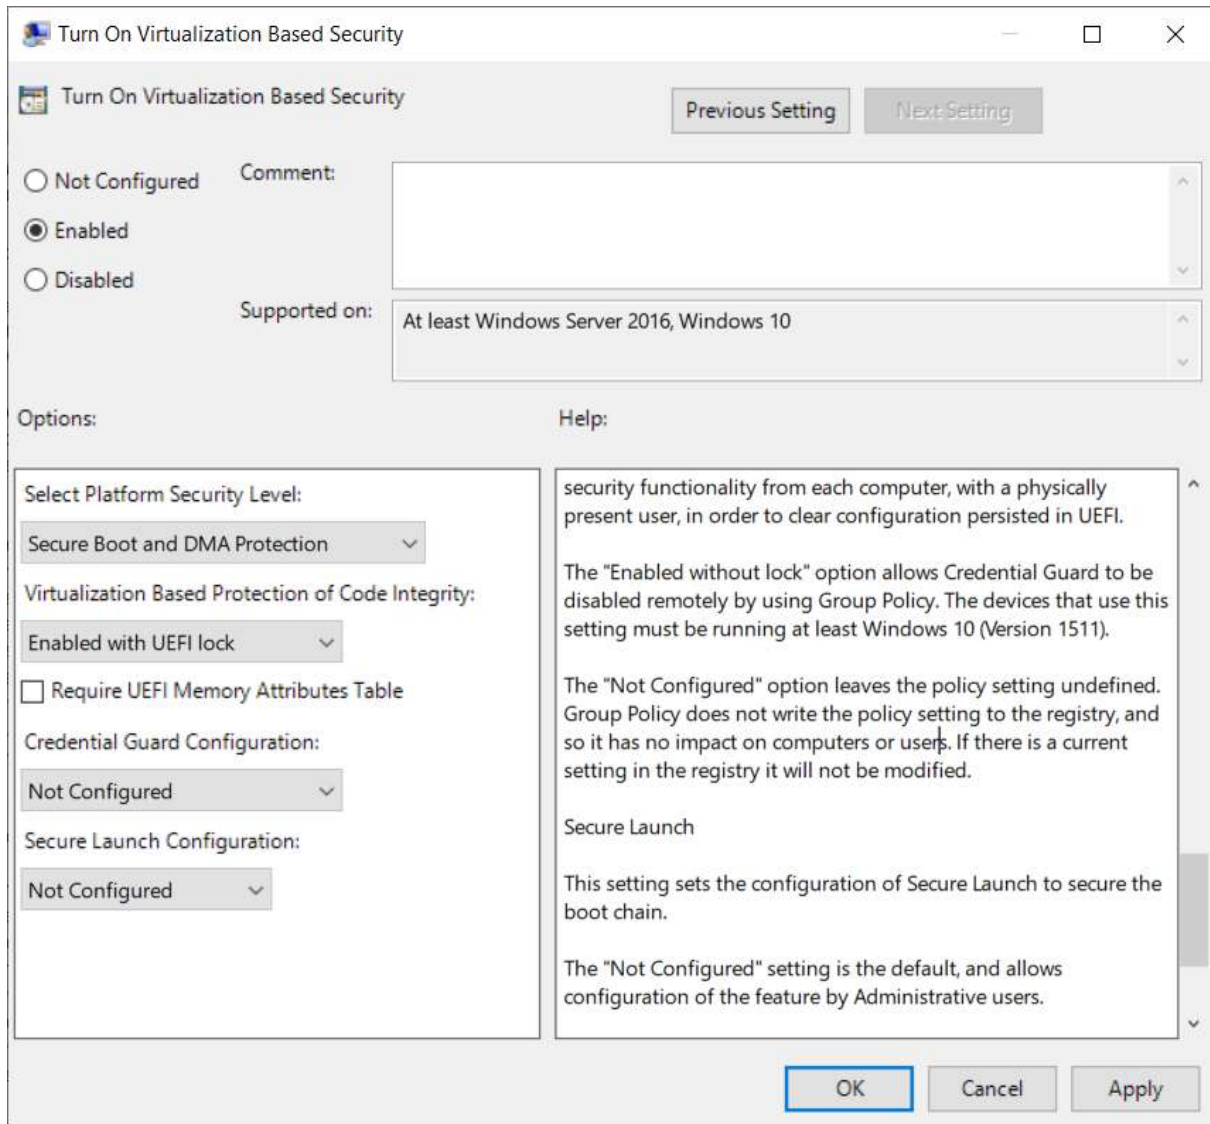 Turn On Virtualization Based Security
Turn On Virtualization Based Security
Previous Setting
Next Setting
Not Configured
Comment:
Enabled
Disabled
Supported on:
At least Windows Server 2016, Windows 10
Options:
Help:
Select Platform Security Level:
Secure Boot and DMA Protection
Virtualization Based Protection of Code Integrity:
Enabled with UEFI lock
Require UEFI Memory Attributes Table
Credential Guard Configuration:
Not Configured
Secure Launch Configuration:
Not Configured
security functionality from each computer, with a physically
present user, in order to clear configuration persisted in UEFI.
The "Enabled without lock" option allows Credential Guard to be
disabled remotely by using Group Policy. The devices that use this
setting must be running at least Windows 10 (Version 1511).
The "Not Configured" option leaves the policy setting undefined.
Group Policy does not write the policy setting to the registry, and
so it has no impact on computers or users. If there is a current
setting in the registry it will not be modified.
Secure Launch
This setting sets the configuration of Secure Launch to secure the
boot chain.
The "Not Configured" setting is the default, and allows
configuration of the feature by Administrative users.
OK
Cancel
Apply